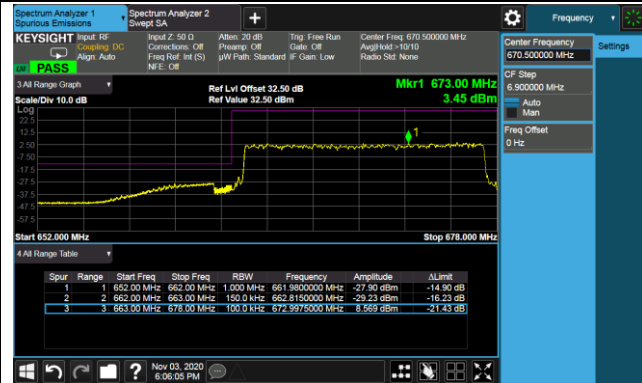 Spectrum Analyzer 1
Spurious Emissions
Spectrum Analyzer 2
Swept SA
+
Frequency
KEYSIGHT
Input: RF
Coupling: DC
Align: Auto
Input Z: 50 Ω
Corrections: Off
Freq Ref: Int (S)
NFE: Off
Atten: 20 dB
Preamp: Off
µW Path: Standard
Trig: Free Run
Gate: Off
IF Gain: Low
Center Freq: 670.500000 MHz
Avg|Hold:>10/10
Radio Std: None
PASS
Center Frequency
670.500000 MHz
Settings
CF Step
6.900000 MHz
Auto
Man
Freq Offset
0 Hz
3 All Range Graph
Scale/Div 10.0 dB
Ref Lvl Offset 32.50 dB
Ref Value 32.50 dBm
Mkr1 673.00 MHz
3.45 dBm
Log
22.5
12.5
2.50
-7.50
-17.5
-27.5
-37.5
-47.5
-57.5
1
Start 652.000 MHz
Stop 678.000 MHz
4 All Range Table
Spur Range Start Freq Stop Freq RBW Frequency Amplitude ΔLimit
1 1 652.00 MHz 662.00 MHz 1.000 MHz 661.9800000 MHz -27.90 dBm -14.90 dB
2 2 662.00 MHz 663.00 MHz 150.0 kHz 662.8150000 MHz -29.23 dBm -16.23 dB
3 3 663.00 MHz 678.00 MHz 100.0 kHz 672.9975000 MHz 8.569 dBm -21.43 dB
?
Nov 03, 2020
6:06:05 PM